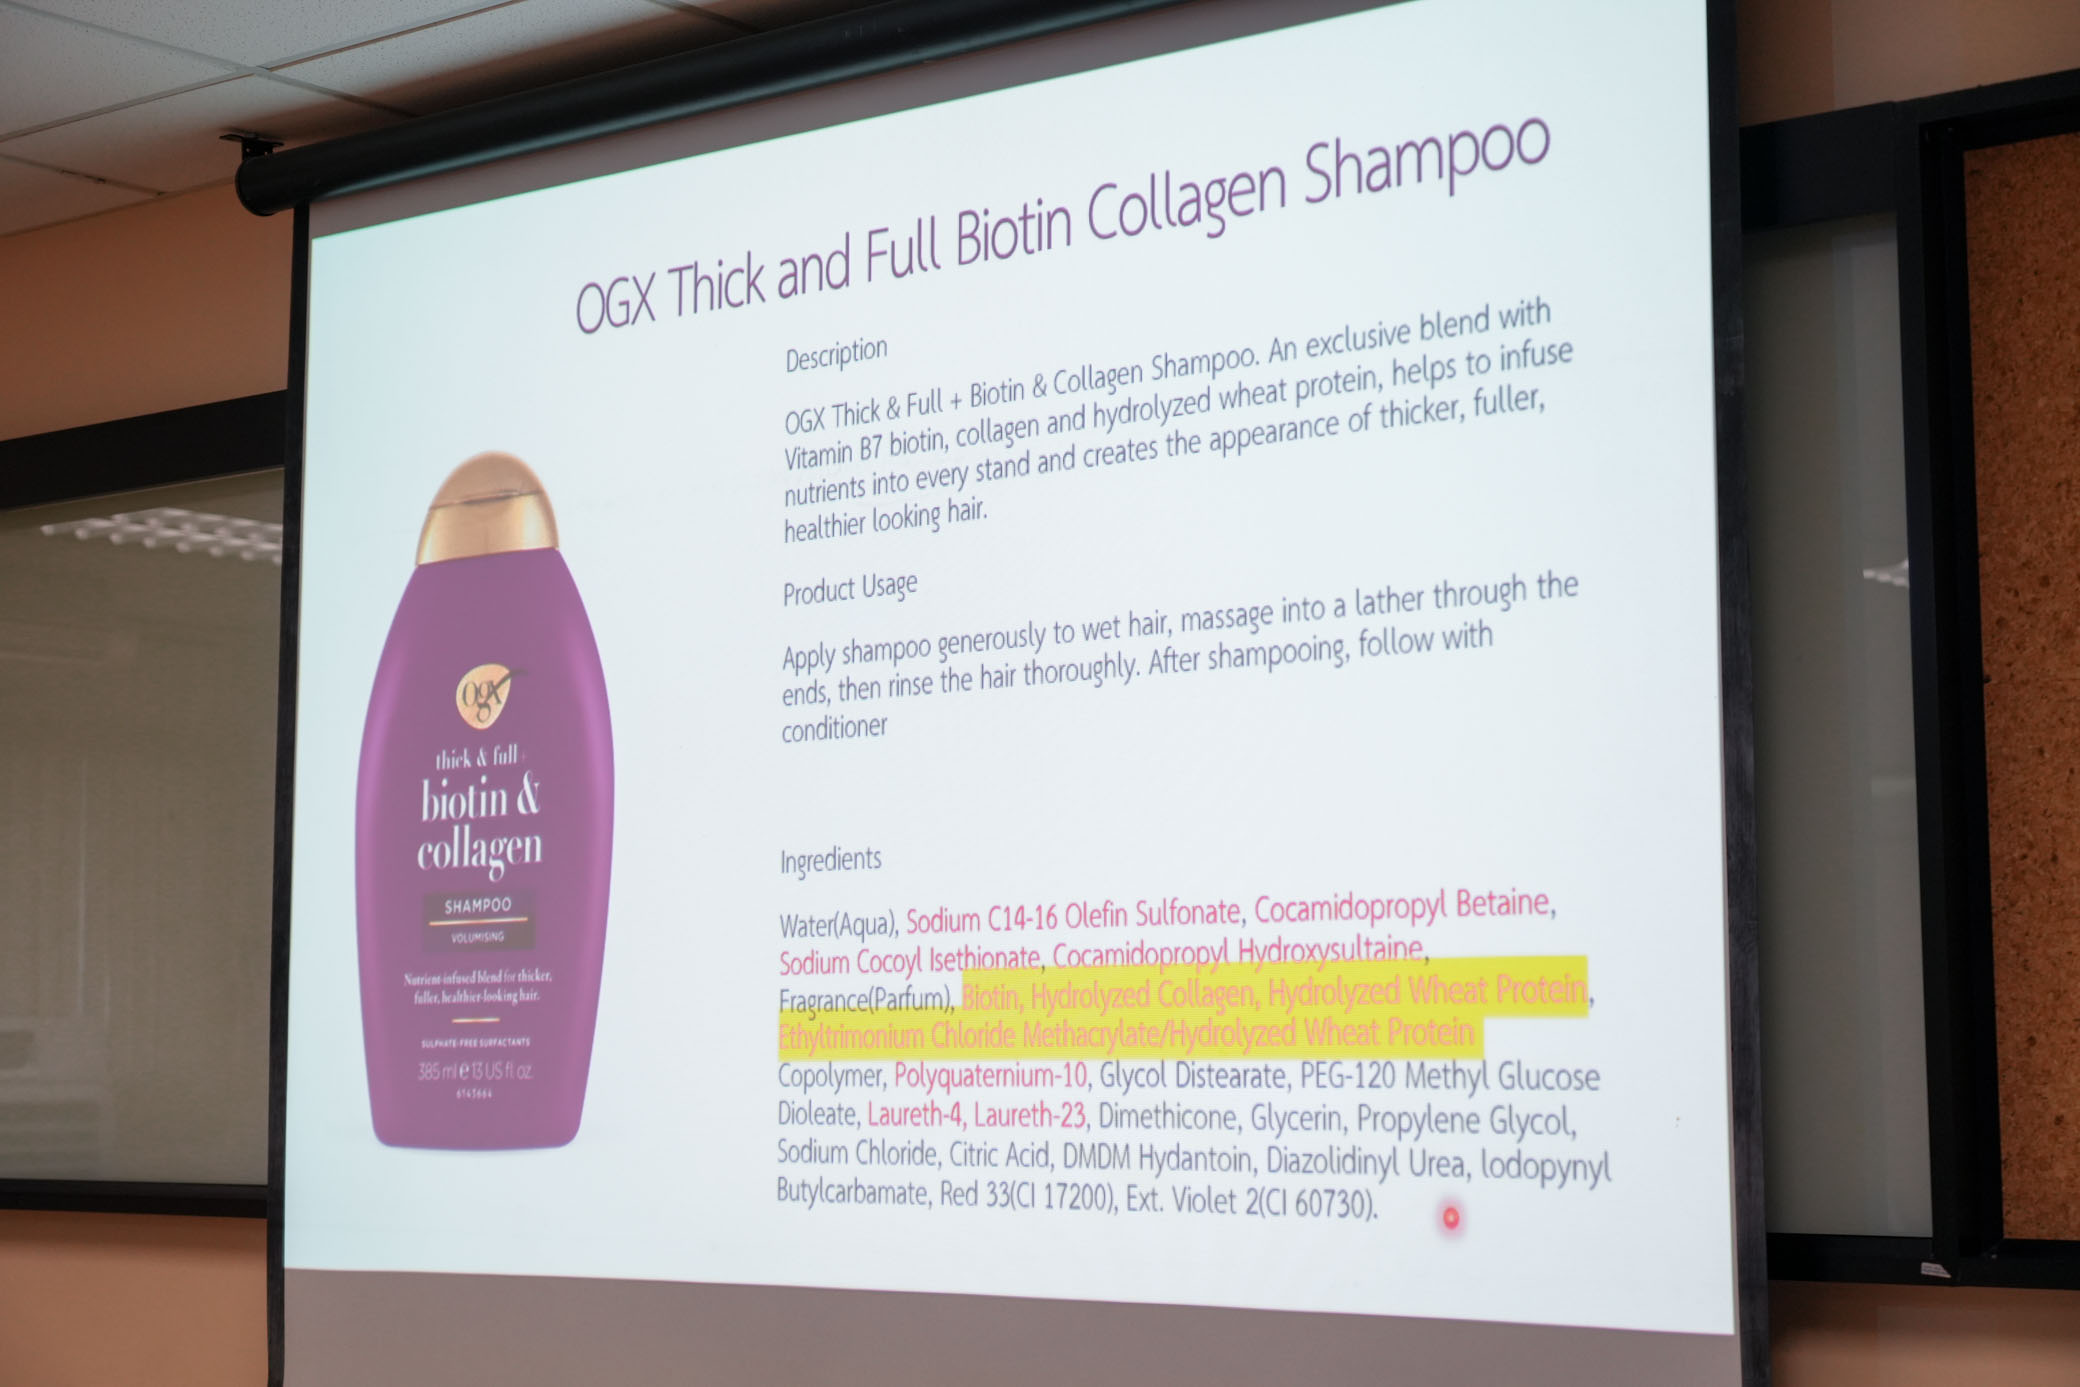 OGX Thick and Full Biotin Collagen Shampoo
Description
OGX Thick & Full + Biotin & Collagen Shampoo. An exclusive blend with
Vitamin B7 biotin, collagen and hydrolyzed wheat protein, helps to infuse
nutrients into every stand and creates the appearance of thicker, fuller,
healthier looking hair.
Product Usage
Apply shampoo generously to wet hair, massage into a lather through the
ends, then rinse the hair thoroughly. After shampooing, follow with
conditioner
Ingredients
Water(Aqua), Sodium C14-16 Olefin Sulfonate, Cocamidopropyl Betaine,
Sodium Cocoyl Isethionate, Cocamidopropyl Hydroxysultaine,
Fragrance(Parfum), Biotin, Hydrolyzed Collagen, Hydrolyzed Wheat Protein,
Ethyltrimonium Chloride Methacrylate/Hydrolyzed Wheat Protein
Copolymer, Polyquaternium-10, Glycol Distearate, PEG-120 Methyl Glucose
Dioleate, Laureth-4, Laureth-23, Dimethicone, Glycerin, Propylene Glycol,
Sodium Chloride, Citric Acid, DMDM Hydantoin, Diazolidinyl Urea, lodopynyl
Butylcarbamate, Red 33(CI 17200), Ext. Violet 2(CI 60730).
ogx
thick & full
biotin &
collagen
SHAMPOO
VOLUMISING
Nutrient-infused blend for thicker,
fuller, healthier-looking hair.
SULPHATE-FREE SURFACTANTS
385 ml e 13 US fl oz.